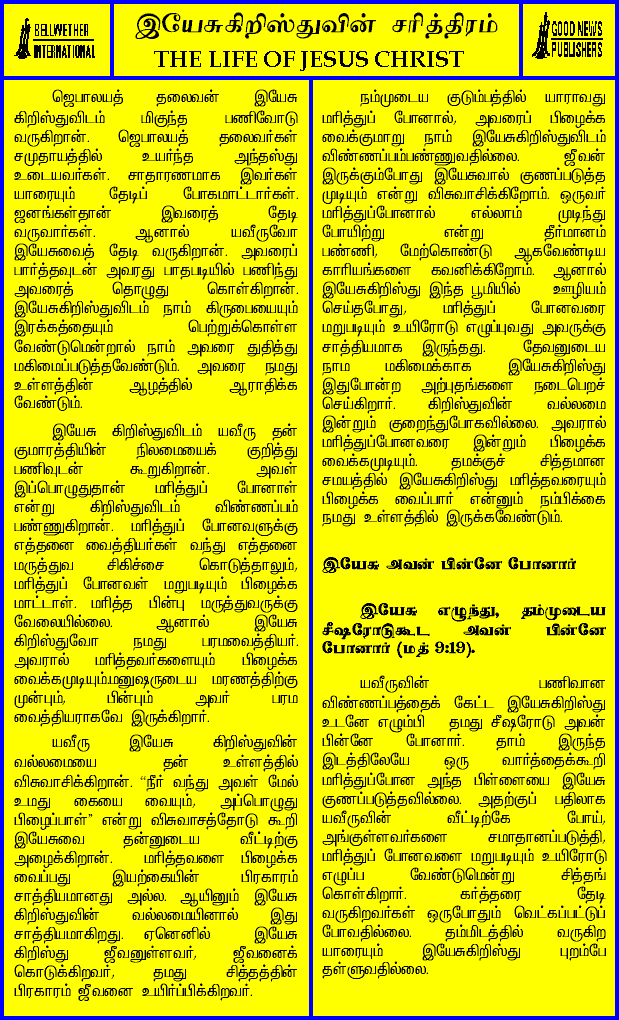 BELLWETHER
INTERNATIONAL
இயேசுகிறிஸ்துவின் சரித்திரம்
THE LIFE OF JESUS CHRIST
GOOD NEWS
PUBLISHERS
ஜெபாலயத் தலைவன் இயேசு
கிறிஸ்துவிடம் மிகுந்த பணிவோடு
வருகிறான். ஜெபாலயத் தலைவர்கள்
சமுதாயத்தில் உயர்ந்த அந்தஸ்து
உடையவர்கள். சாதாரணமாக இவர்கள்
யாரையும் தேடிப் போகமாட்டார்கள்.
ஜனங்கள்தான் இவரைத் தேடி
வருவார்கள். ஆனால் யவீருவோ
இயேசுவைத் தேடி வருகிறான். அவரைப்
பார்த்தவுடன் அவரது பாதபடியில் பணிந்து
அவரைத் தொழுது கொள்கிறான்.
இயேசுகிறிஸ்துவிடம் நாம் கிருபையையும்
இரக்கத்தையும் பெற்றுக்கொள்ள
வேண்டுமென்றால் நாம் அவரை துதித்து
மகிமைப்படுத்தவேண்டும். அவரை நமது
உள்ளத்தின் ஆழத்தில் ஆராதிக்க
வேண்டும்.
இயேசு கிறிஸ்துவிடம் யவீரு தன்
குமாரத்தியின் நிலமையைக் குறித்து
பணிவுடன் கூறுகிறான். அவள்
இப்பொழுதுதான் மரித்துப் போனாள்
என்று கிறிஸ்துவிடம் விண்ணப்பம்
பண்ணுகிறான். மரித்துப் போனவளுக்கு
எத்தனை வைத்தியர்கள் வந்து எத்தனை
மருத்துவ சிகிச்சை கொடுத்தாலும்,
மரித்துப் போனவள் மறுபடியும் பிழைக்க
மாட்டாள். மரித்த பின்பு மருத்துவருக்கு
வேலையில்லை. ஆனால் இயேசு
கிறிஸ்துவோ நமது பரமவைத்தியர்.
அவரால் மரித்தவர்களையும் பிழைக்க
வைக்கமுடியும்.மனுஷருடைய மரணத்திற்கு
முன்பும், பின்பும் அவர் பரம
வைத்தியராகவே இருக்கிறார்.
யவீரு இயேசு கிறிஸ்துவின்
வல்லமையை தன் உள்ளத்தில்
விசுவாசிக்கிறான். “நீர் வந்து அவள் மேல்
உமது கையை வையும், அப்பொழுது
பிழைப்பாள்” என்று விசுவாசத்தோடு கூறி
இயேசுவை தன்னுடைய வீட்டிற்கு
அழைக்கிறான். மரித்தவளை பிழைக்க
வைப்பது இயற்கையின் பிரகாரம்
சாத்தியமானது அல்ல. ஆயினும் இயேசு
கிறிஸ்துவின் வல்லமையினால் இது
சாத்தியமாகிறது. ஏனெனில் இயேசு
கிறிஸ்து ஜீவனுள்ளவர், ஜீவனைக்
கொடுக்கிறவர், தமது சித்தத்தின்
பிரகாரம் ஜீவனை உயிர்ப்பிக்கிறவர்.
நம்முடைய குடும்பத்தில் யாராவது
மரித்துப் போனால், அவரைப் பிழைக்க
வைக்குமாறு நாம் இயேசுகிறிஸ்துவிடம்
விண்ணப்பம்பண்ணுவதில்லை. ஜீவன்
இருக்கும்போது இயேசுவால் குணப்படுத்த
முடியும் என்று விசுவாசிக்கிறோம். ஒருவர்
மரித்துப்போனால் எல்லாம் முடிந்து
போயிற்று என்று தீர்மானம்
பண்ணி, மேற்கொண்டு ஆகவேண்டிய
காரியங்களை கவனிக்கிறோம். ஆனால்
இயேசுகிறிஸ்து இந்த பூமியில் ஊழியம்
செய்தபோது, மரித்துப் போனவரை
மறுபடியும் உயிரோடு எழுப்புவது அவருக்கு
சாத்தியமாக இருந்தது. தேவனுடைய
நாம மகிமைக்காக இயேசுகிறிஸ்து
இதுபோன்ற அற்புதங்களை நடைபெறச்
செய்கிறார். கிறிஸ்துவின் வல்லமை
இன்றும் குறைந்துபோகவில்லை. அவரால்
மரித்துப்போனவரை இன்றும் பிழைக்க
வைக்கமுடியும். தமக்குச் சித்தமான
சமயத்தில் இயேசுகிறிஸ்து மரித்தவரையும்
பிழைக்க வைப்பார் என்னும் நம்பிக்கை
நமது உள்ளத்தில் இருக்கவேண்டும்.
இயேசு அவன் பின்னே போனார்
இயேசு எழுந்து, தம்முடைய
சீஷரோடுகூட அவன் பின்னே
போனார் (மத் 9:19).
யவீருவின் பணிவான
விண்ணப்பத்தைக் கேட்ட இயேசுகிறிஸ்து
உடனே எழும்பி தமது சீஷரோடு அவன்
பின்னே போனார். தாம் இருந்த
இடத்திலேயே ஒரு வார்த்தைக்கூறி
மரித்துப்போன அந்த பிள்ளையை இயேசு
குணப்படுத்தவில்லை. அதற்குப் பதிலாக
யவீருவின் வீட்டிற்கே போய்,
அங்குள்ளவர்களை சமாதானப்படுத்தி,
மரித்துப் போனவளை மறுபடியும் உயிரோடு
எழுப்ப வேண்டுமென்று சித்தங்
கொள்கிறார். கர்த்தரை தேடி
வருகிறவர்கள் ஒருபோதும் வெட்கப்பட்டுப்
போவதில்லை. தம்மிடத்தில் வருகிற
யாரையும் இயேசுகிறிஸ்து புறம்பே
தள்ளுவதில்லை.